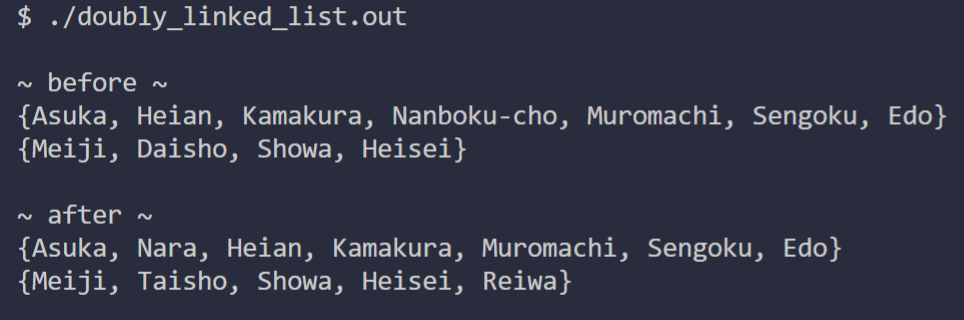 $ ./doubly_linked_list.out
~ before ~
{Asuka, Heian, Kamakura, Nanboku-cho, Muromachi, Sengoku, Edo}
{Meiji, Daisho, Showa, Heisei}
~ after ~
{Asuka, Nara, Heian, Kamakura, Muromachi, Sengoku, Edo}
{Meiji, Taisho, Showa, Heisei, Reiwa}